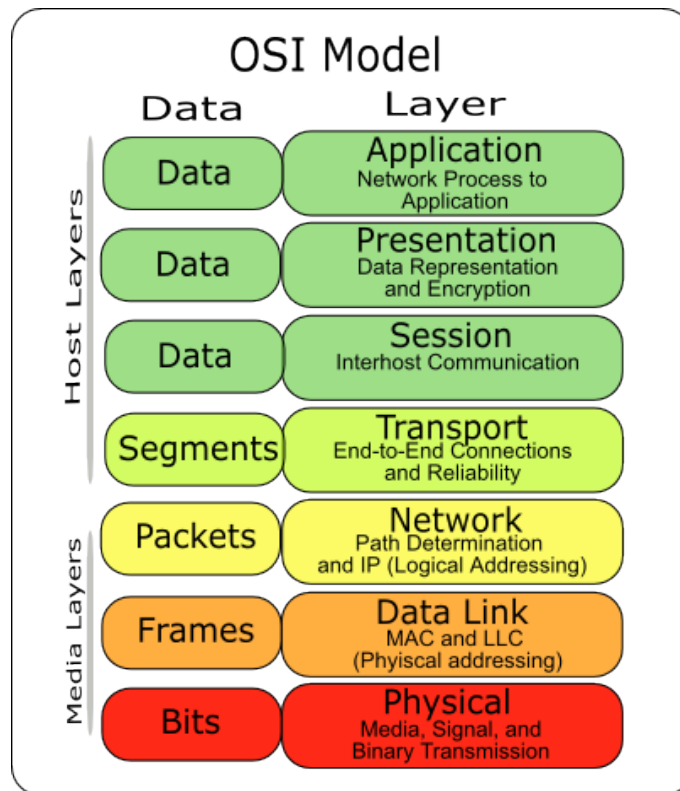 OSI Model
Data Layer
Host Layers
Data
Application
Network Process to
Application
Data
Presentation
Data Representation
and Encryption
Data
Session
Interhost Communication
Segments
Transport
End-to-End Connections
and Reliability
Media Layers
Packets
Network
Path Determination
and IP (Logical Addressing)
Frames
Data Link
MAC and LLC
(Phyiscal addressing)
Bits
Physical
Media, Signal, and
Binary Transmission